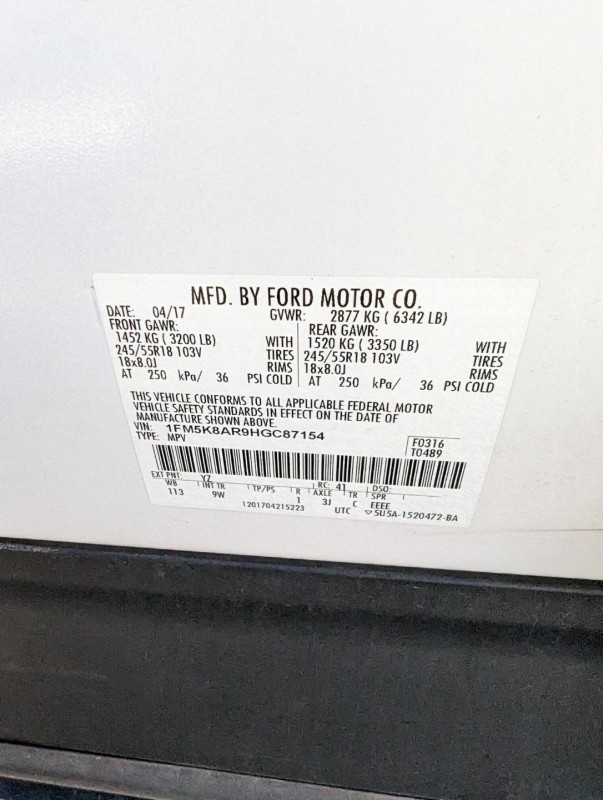 MFD. BY FORD MOTOR CO.
DATE: 04/17 GVWR: 2877 KG ( 6342 LB)
FRONT GAWR: REAR GAWR:
1452 KG ( 3200 LB) WITH 1520 KG ( 3350 LB) WITH
245/55R18 103V TIRES 245/55R18 103V TIRES
18x8.0J RIMS 18x8.0J RIMS
AT 250 kPa/ 36 PSI COLD AT 250 kPa/ 36 PSI COLD
THIS VEHICLE CONFORMS TO ALL APPLICABLE FEDERAL MOTOR
VEHICLE SAFETY STANDARDS IN EFFECT ON THE DATE OF
MANUFACTURE SHOWN ABOVE.
VIN: 1FM5K8AR9HGC87154 F0316
TYPE: MPV T0489
EXT PNT: YZ RC: 41 DSO:
WB INT TR TP/PS R AXLE TR SPR
113 9W 1 3J C EEEE
1201704215223 UTC ▽5U5A-1520472-BA